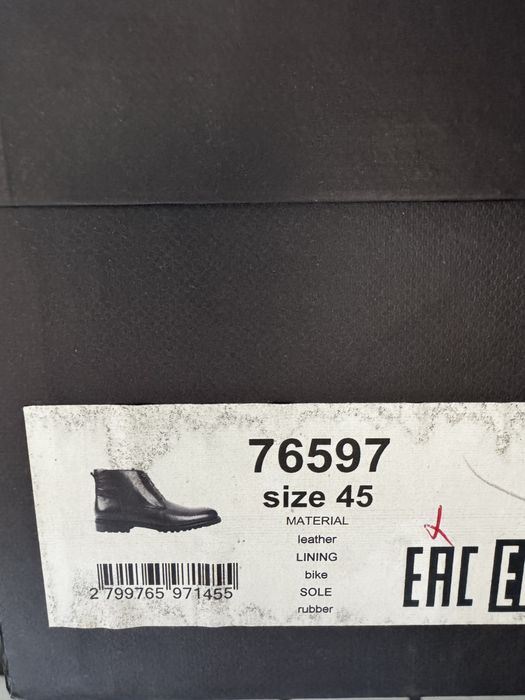 76597
size 45
MATERIAL
leather
LINING
bike
SOLE
rubber
2 799765 971455
EAC